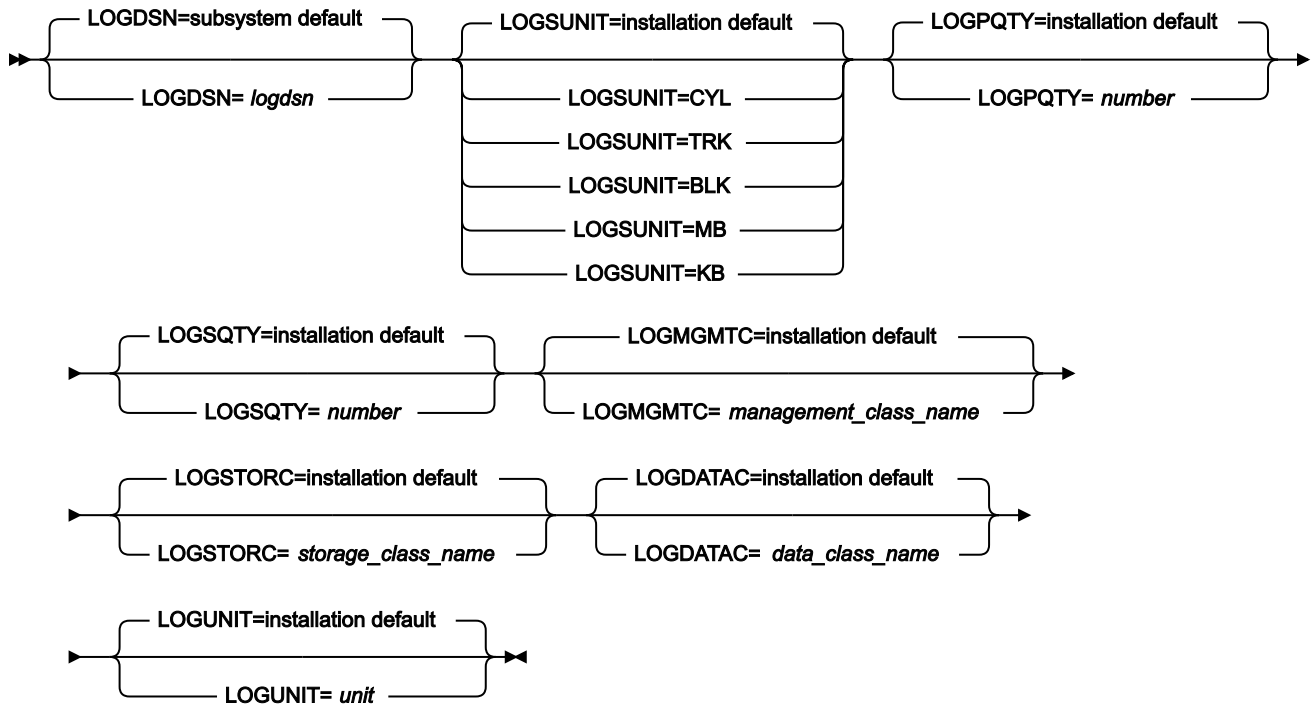 LOGDSN=subsystem default
LOGDSN= logdsn
LOGSUNIT=installation default
LOGSUNIT=CYL
LOGSUNIT=TRK
LOGSUNIT=BLK
LOGSUNIT=MB
LOGSUNIT=KB
LOGPQTY=installation default
LOGPQTY= number
LOGSQTY=installation default
LOGSQTY= number
LOGMGMTC=installation default
LOGMGMTC= management_class_name
LOGSTORC=installation default
LOGSTORC= storage_class_name
LOGDATAC=installation default
LOGDATAC= data_class_name
LOGUNIT=installation default
LOGUNIT= unit